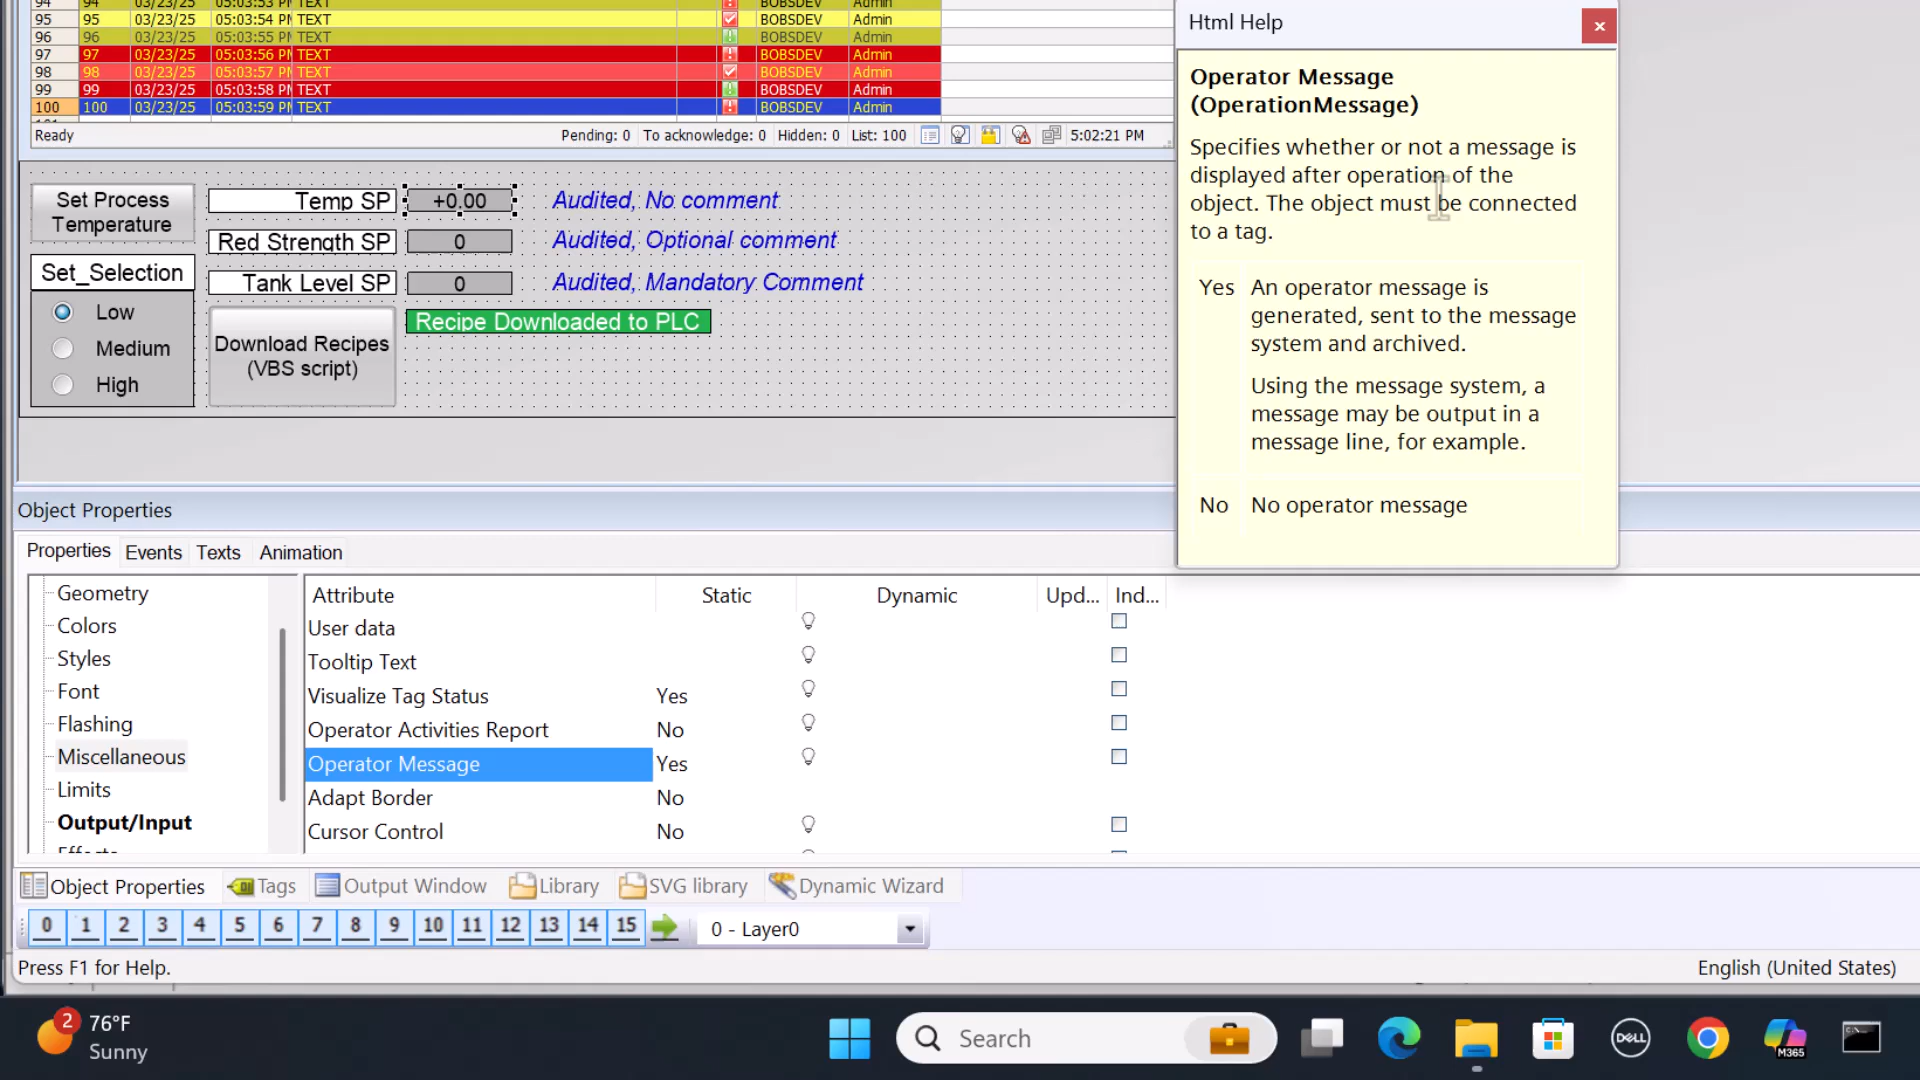 94 94 03/23/25 05:03:53 PM TEXT BOBSDEV Admin
95 95 03/23/25 05:03:54 PM TEXT BOBSDEV Admin
96 96 03/23/25 05:03:55 PM TEXT BOBSDEV Admin
97 97 03/23/25 05:03:56 PM TEXT BOBSDEV Admin
98 98 03/23/25 05:03:57 PM TEXT BOBSDEV Admin
99 99 03/23/25 05:03:58 PM TEXT BOBSDEV Admin
100 100 03/23/25 05:03:59 PM TEXT BOBSDEV Admin
Ready Pending: 0 To acknowledge: 0 Hidden: 0 List: 100 5:02:21 PM
Set Process
Temperature
Temp SP +0.00 Audited, No comment
Red Strength SP 0 Audited, Optional comment
Set_Selection
Tank Level SP 0 Audited, Mandatory Comment
Low
Medium
High
Download Recipes
(VBS script)
Recipe Downloaded to PLC
Html Help
Operator Message
(OperationMessage)
Specifies whether or not a message is
displayed after operation of the
object. The object must be connected
to a tag.
Yes An operator message is
generated, sent to the message
system and archived.
Using the message system, a
message may be output in a
message line, for example.
No No operator message
Object Properties
Properties Events Texts Animation
Geometry
Colors
Styles
Font
Flashing
Miscellaneous
Limits
Output/Input
Effects
Attribute Static Dynamic Upd... Ind...
User data
Tooltip Text
Visualize Tag Status Yes
Operator Activities Report No
Operator Message Yes
Adapt Border No
Cursor Control No
Object Properties Tags Output Window Library SVG library Dynamic Wizard
0 1 2 3 4 5 6 7 8 9 10 11 12 13 14 15 0 - Layer0
Press F1 for Help. English (United States)
2 76°F
Sunny
Search
DELL
M365